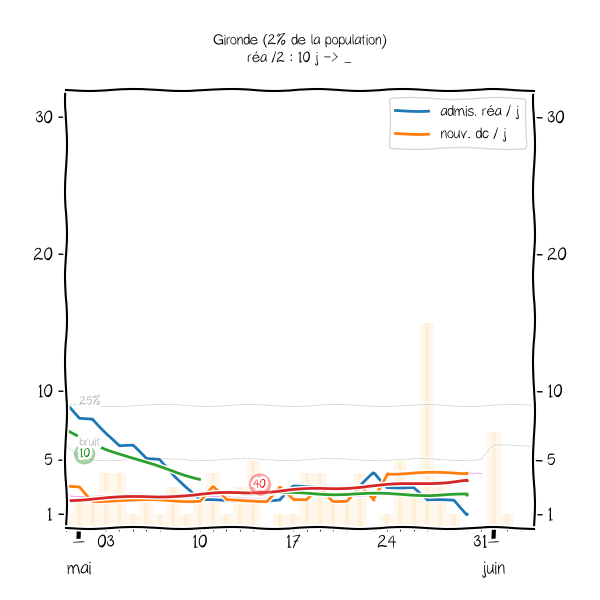 Gironde (2% de la population)
réa /2 : 10 j -> _
admis. réa / j
nouv. dc / j
30
30
20
20
10
10
25%
bruit
10
40
5
5
1
1
03
10
17
24
31
mai
juin